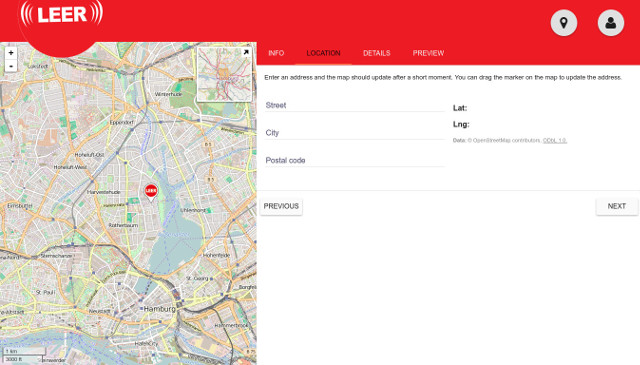 LEER
INFO
LOCATION
DETAILS
PREVIEW
Enter an address and the map should update after a short moment. You can drag the marker on the map to update the address.
Street
City
Postal code
Lat:
Lng:
Data: © OpenStreetMap contributors, ODbL 1.0.
PREVIOUS
NEXT
+
-
Lokstedt
Winterhude
Eppendorf
Hoheluft-Ost
Hoheluft-West
Harvestehude
Eimsbüttel
LEER
Uhlenhorst
Rotherbaum
Sternschanze
Hohenfelde
St. Georg
St. Pauli
Neustadt
Hamburg
Hammerbrook
HafenCity
1 km
3000 ft